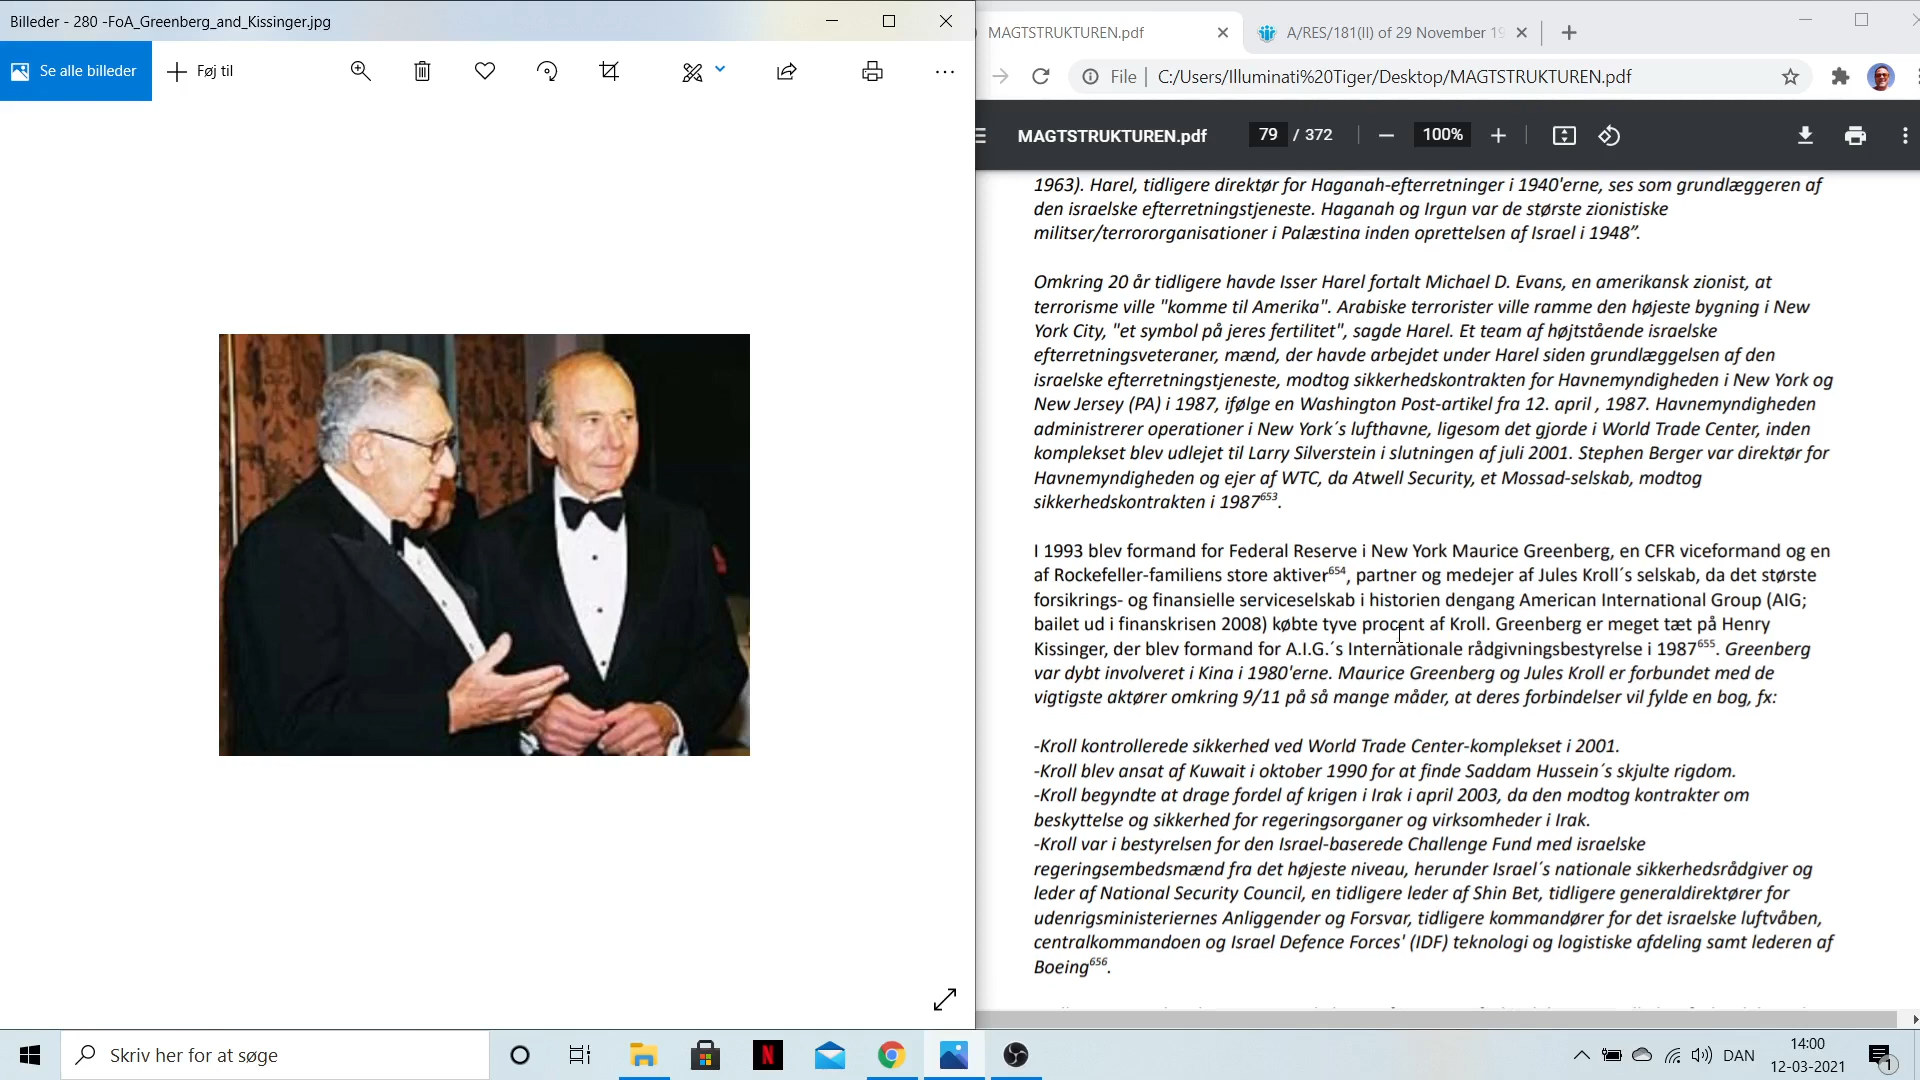 Billeder - 280 -FoA_Greenberg_and_Kissinger.jpg
Se alle billeder
Føj til
MAGTSTRUKTUREN.pdf
A/RES/181(II) of 29 November 19
File
C:/Users/Illuminati%20Tiger/Desktop/MAGTSTRUKTUREN.pdf
MAGTSTRUKTUREN.pdf
79 / 372
100%
1963). Harel, tidligere direktør for Haganah-efterretninger i 1940'erne, ses som grundlæggeren af
den israelske efterretningstjeneste. Haganah og Irgun var de største zionistiske
militser/terrororganisationer i Palæstina inden oprettelsen af Israel i 1948”.
Omkring 20 år tidligere havde Isser Harel fortalt Michael D. Evans, en amerikansk zionist, at
terrorisme ville "komme til Amerika". Arabiske terrorister ville ramme den højeste bygning i New
York City, "et symbol på jeres fertilitet", sagde Harel. Et team af højtstående israelske
efterretningsveteraner, mænd, der havde arbejdet under Harel siden grundlæggelsen af den
israelske efterretningstjeneste, modtog sikkerhedskontrakten for Havnemyndigheden i New York og
New Jersey (PA) i 1987, ifølge en Washington Post-artikel fra 12. april , 1987. Havnemyndigheden
administrerer operationer i New York´s lufthavne, ligesom det gjorde i World Trade Center, inden
komplekset blev udlejet til Larry Silverstein i slutningen af juli 2001. Stephen Berger var direktør for
Havnemyndigheden og ejer af WTC, da Atwell Security, et Mossad-selskab, modtog
sikkerhedskontrakten i 1987653.
I 1993 blev formand for Federal Reserve i New York Maurice Greenberg, en CFR viceformand og en
af Rockefeller-familiens store aktiver654, partner og medejer af Jules Kroll´s selskab, da det største
forsikrings- og finansielle serviceselskab i historien dengang American International Group (AIG;
bailet ud i finanskrisen 2008) købte tyve procent af Kroll. Greenberg er meget tæt på Henry
Kissinger, der blev formand for A.I.G.´s Internationale rådgivningsbestyrelse i 1987655. Greenberg
var dybt involveret i Kina i 1980'erne. Maurice Greenberg og Jules Kroll er forbundet med de
vigtigste aktører omkring 9/11 på så mange måder, at deres forbindelser vil fylde en bog, fx:
-Kroll kontrollerede sikkerhed ved World Trade Center-komplekset i 2001.
-Kroll blev ansat af Kuwait i oktober 1990 for at finde Saddam Hussein´s skjulte rigdom.
-Kroll begyndte at drage fordel af krigen i Irak i april 2003, da den modtog kontrakter om
beskyttelse og sikkerhed for regeringsorganer og virksomheder i Irak.
-Kroll var i bestyrelsen for den Israel-baserede Challenge Fund med israelske
regeringsembedsmænd fra det højeste niveau, herunder Israel´s nationale sikkerhedsrådgiver og
leder af National Security Council, en tidligere leder af Shin Bet, tidligere generaldirektører for
udenrigsministeriernes Anliggender og Forsvar, tidligere kommandører for det israelske luftvåben,
centralkommandoen og Israel Defence Forces' (IDF) teknologi og logistiske afdeling samt lederen af
Boeing656.
Skriv her for at søge
DAN
14:00
12-03-2021
1